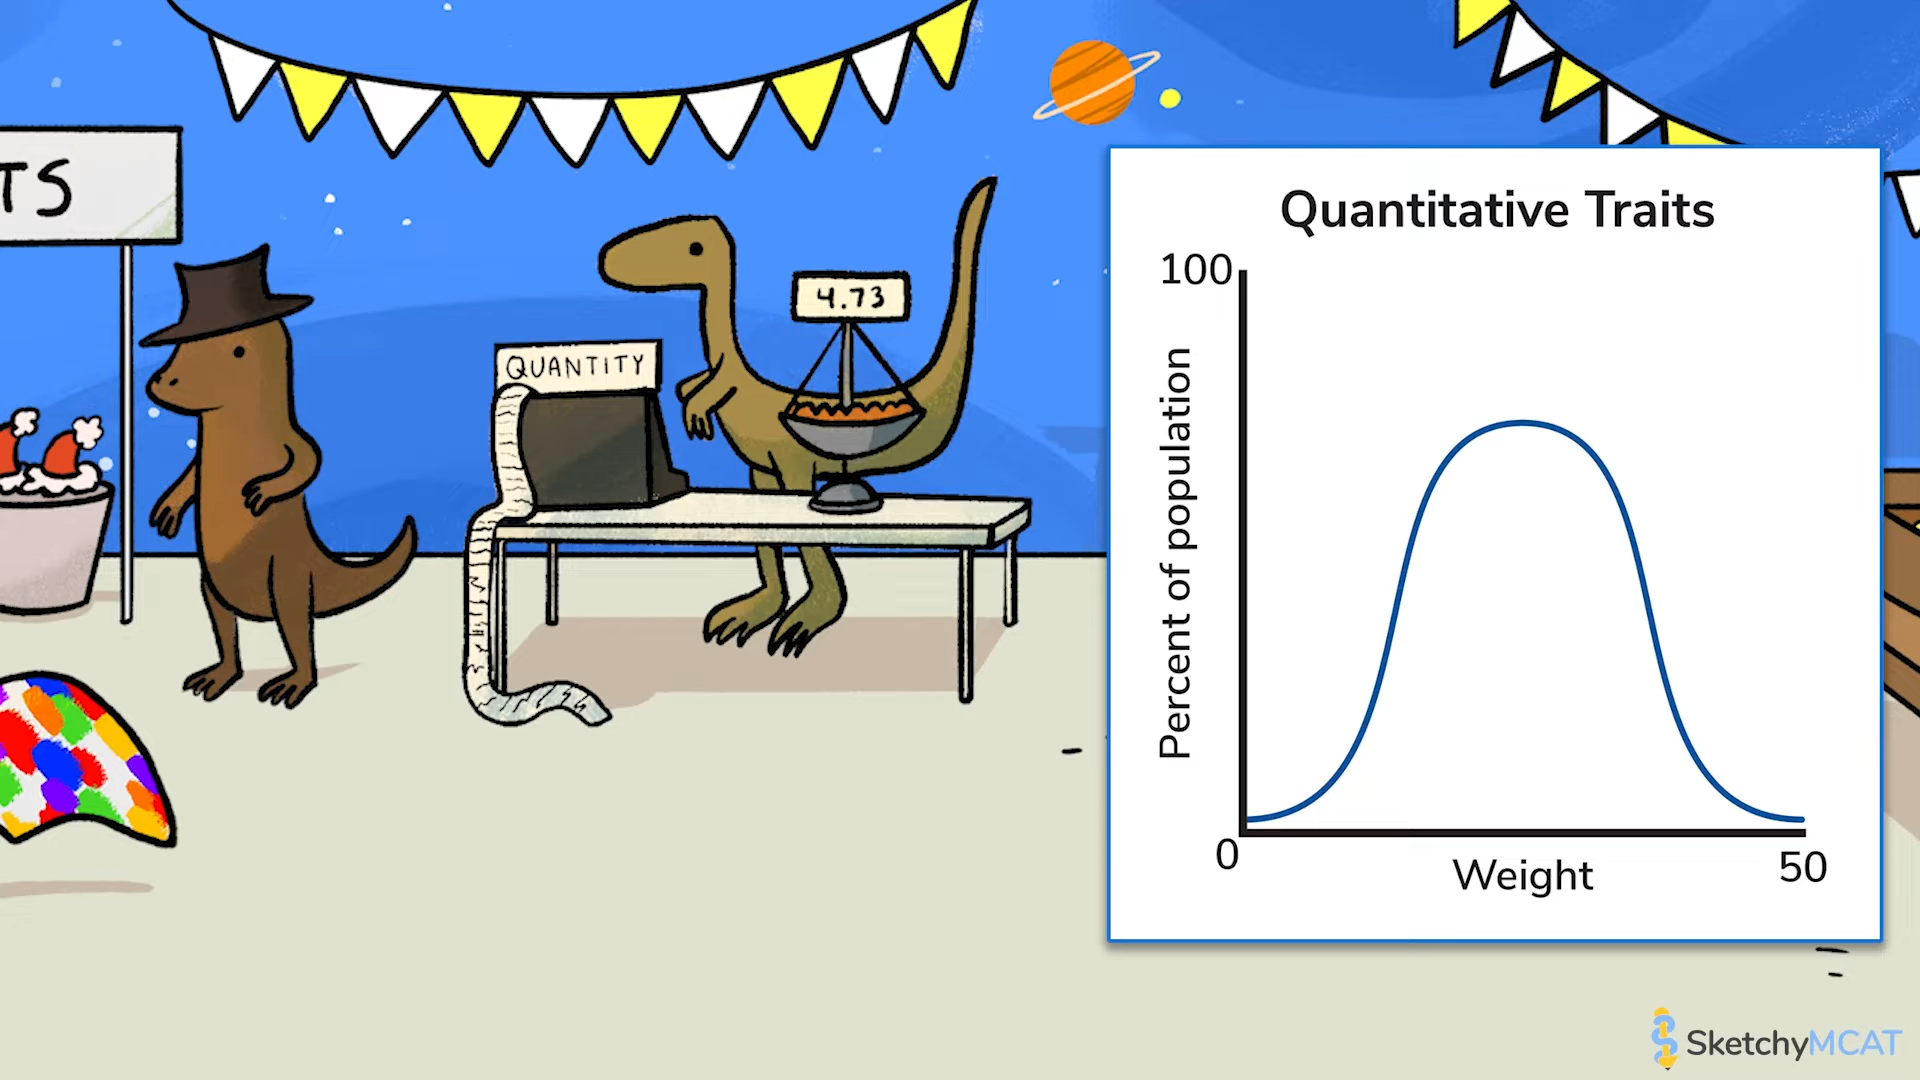 TS
QUANTITY
4.73
Quantitative Traits
100
Percent of population
0
Weight
50
SketchyMCAT